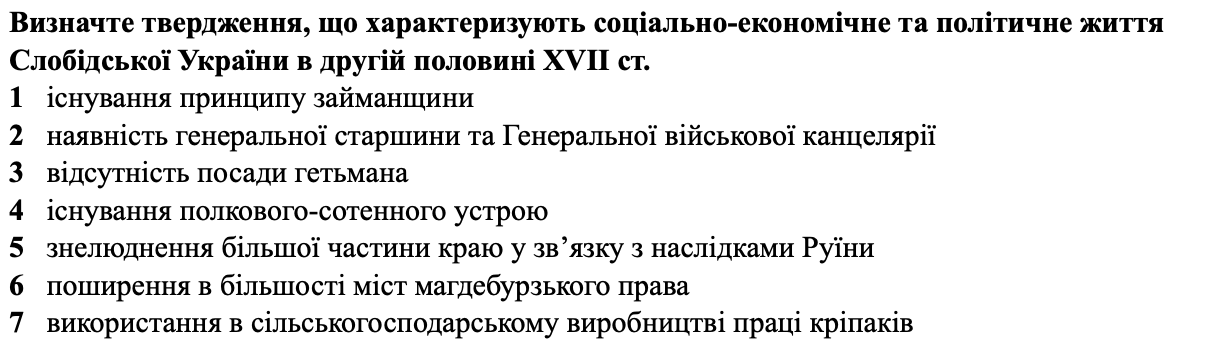 Визначте твердження, що характеризують соціально-економічне та політичне життя
Слобідської України в другій половині XVII ст.
1 існування принципу займанщини
2 наявність генеральної старшини та Генеральної військової канцелярії
3 відсутність посади гетьмана
4 існування полкового-сотенного устрою
5 знелюднення більшої частини краю у зв’язку з наслідками Руїни
6 поширення в більшості міст магдебурзького права
7 використання в сільськогосподарському виробництві праці кріпаків